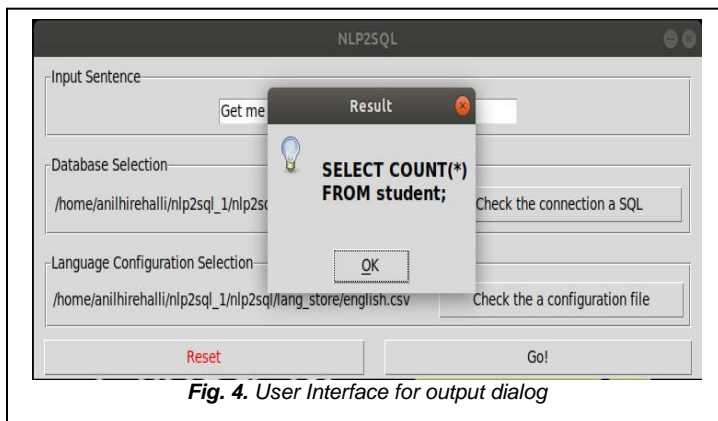 NLP2SQL
Input Sentence
Get me
Result
SELECT COUNT(*)
FROM student;
OK
Database Selection
/home/anilhirehalli/nlp2sql_1/nlp2sq
Check the connection a SQL
Language Configuration Selection
/home/anilhirehalli/nlp2sql_1/nlp2sql/lang_store/english.csv
Check the a configuration file
Reset
Go!
Fig. 4. User Interface for output dialog